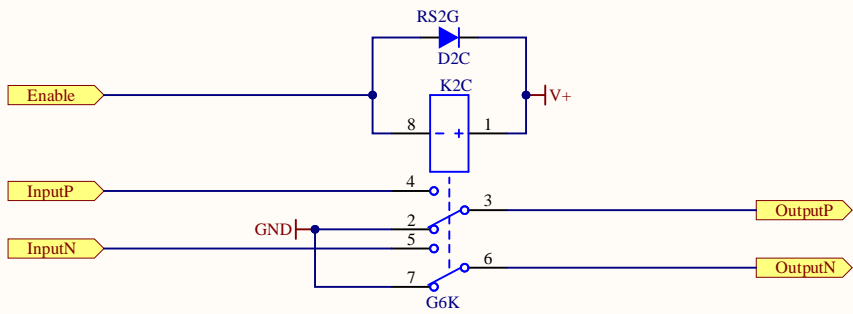 RS2G
D2C
K2C
Enable
V+
8
- +
1
InputP
4
3
OutputP
GND
2
InputN
5
6
OutputN
7
G6K